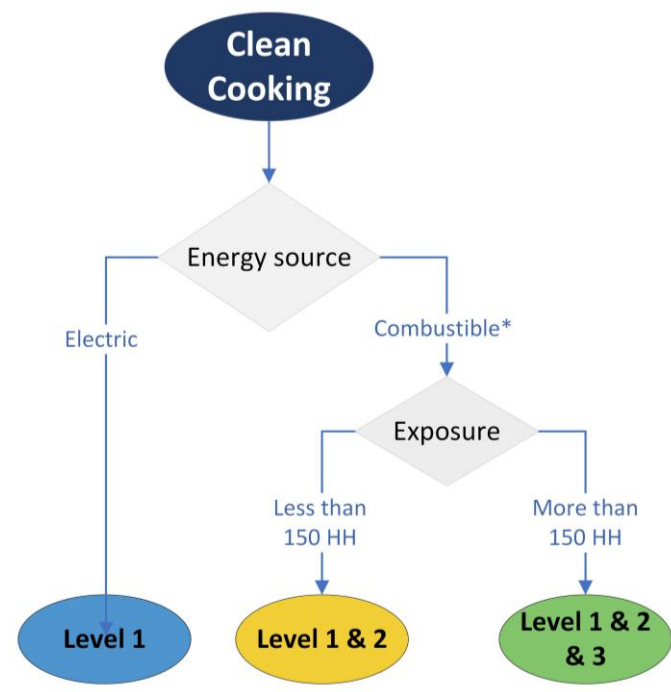 Clean
Cooking
Energy source
Electric
Combustible*
Exposure
Less than
150 HH
More than
150 HH
Level 1
Level 1 & 2
Level 1 & 2
& 3